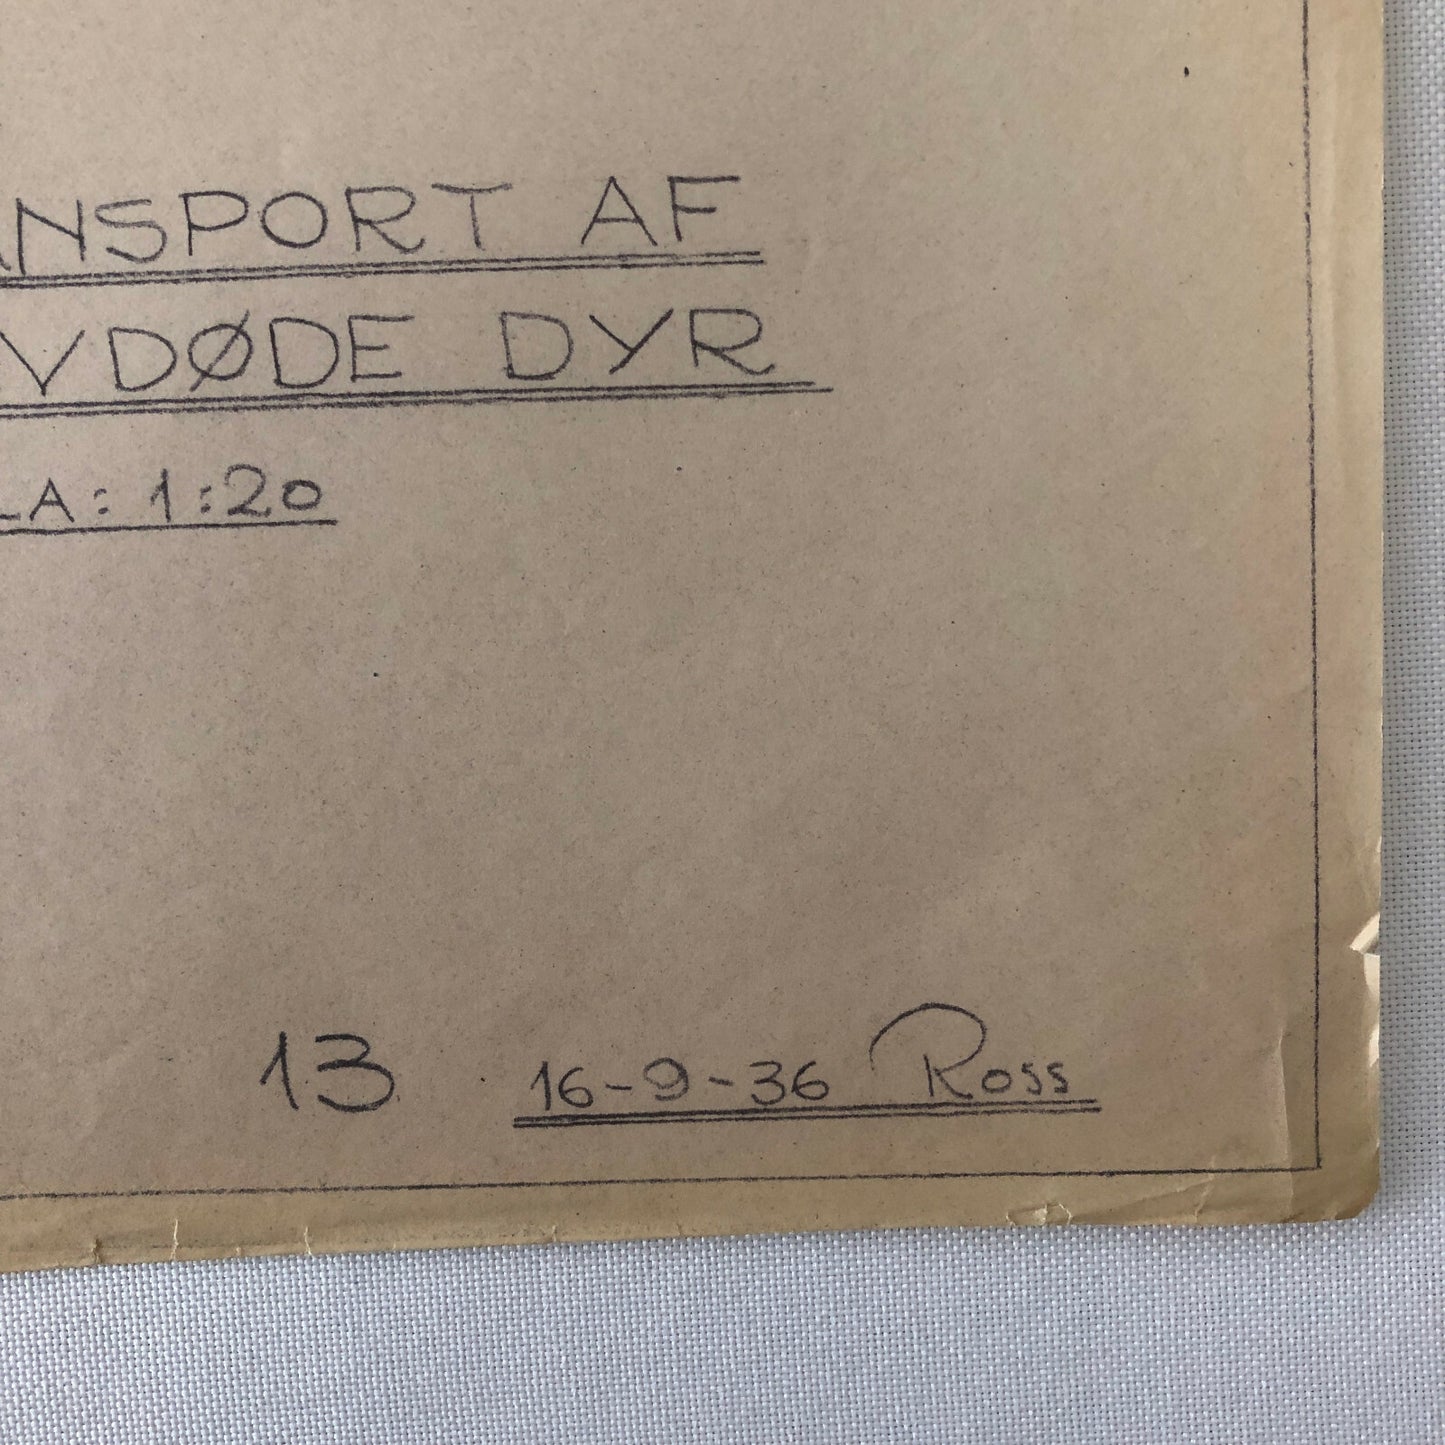 ANSPORT AF
VDØDE DYR
LA: 1:20
13 16-9-36 Ross